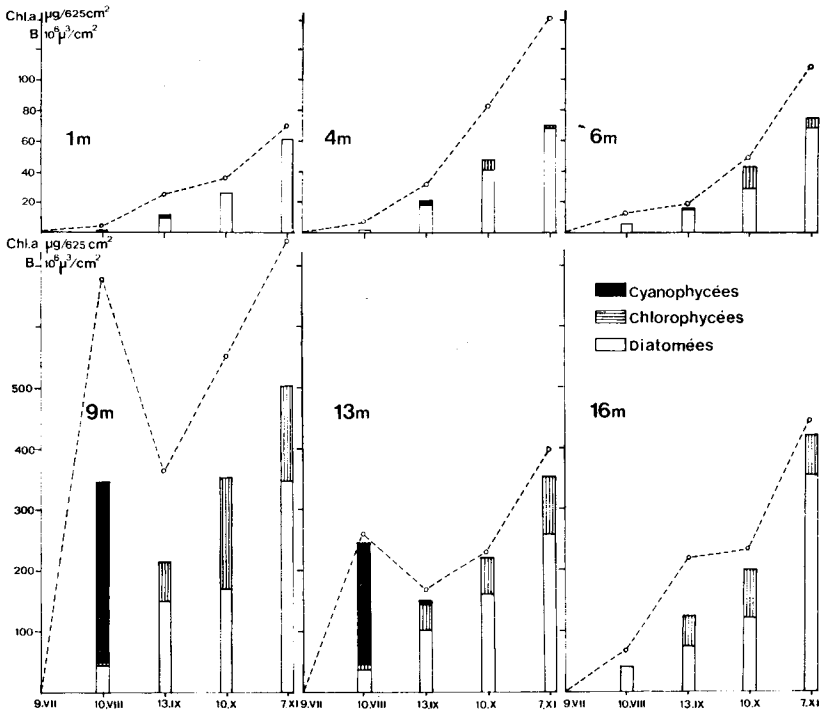 Chl.a µg/625cm²
B 10⁶µ³/cm²
100
80
60
40
20
1m
4m
6m
Chl.a µg/625cm²
B 10⁶µ³/cm²
500
400
300
200
100
9m
13m
16m
Cyanophycées
Chlorophycées
Diatomées
9.VII 10.VIII 13.IX 10.X 7.XI 9.VII 10.VIII 13.IX 10.X 7.XI 9.VII 10.VIII 13.IX 10.X 7.XI